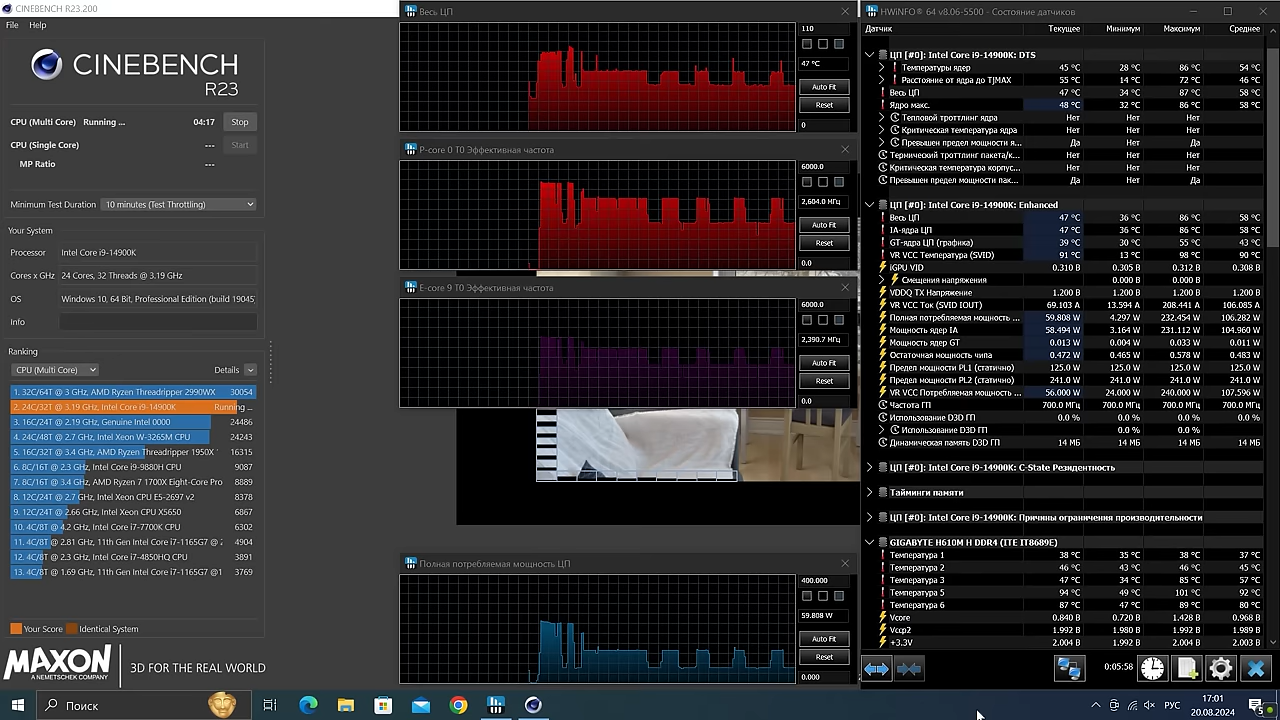 CINEBENCH R23.200
File Help
CINEBENCH
R23
CPU (Multi Core) Running ... 04:17 Stop
CPU (Single Core) --- Start
MP Ratio ---
Minimum Test Duration 10 minutes (Test Throttling)
Your System
Processor Intel Core i9-14900K
Cores x GHz 24 Cores, 32 Threads @ 3.19 GHz
OS Windows 10, 64 Bit, Professional Edition (build 19045)
Info
Ranking
CPU (Multi Core) Details
1. 32C/64T @ 3 GHz, AMD Ryzen Threadripper 2990WX 30054
2. 24C/32T @ 3.19 GHz, Intel Core i9-14900K Running ...
3. 16C/24T @ 2.19 GHz, Genuine Intel 0000 24486
4. 24C/48T @ 2.7 GHz, Intel Xeon W-3265M CPU 24243
5. 16C/32T @ 3.4 GHz, AMD Ryzen Threadripper 1950X 16315
6. 8C/16T @ 2.3 GHz, Intel Core i9-9880H CPU 9087
7. 8C/16T @ 3.4 GHz, AMD Ryzen 7 1700X Eight-Core Pro 8889
8. 12C/24T @ 2.7 GHz, Intel Xeon CPU E5-2697 v2 8378
9. 12C/24T @ 2.66 GHz, Intel Xeon CPU X5650 6867
10. 4C/8T @ 4.2 GHz, Intel Core i7-7700K CPU 6302
11. 4C/8T @ 2.81 GHz, 11th Gen Intel Core i7-1165G7 @ 2 4904
12. 4C/8T @ 2.3 GHz, Intel Core i7-4850HQ CPU 3891
13. 4C/8T @ 1.69 GHz, 11th Gen Intel Core i7-1165G7 @1 3769
Your Score Identical System
MAXON
A NEMETSCHEK COMPANY
3D FOR THE REAL WORLD
Весь ЦП
110
47 °C
Auto Fit
Reset
0
P-core 0 T0 Эффективная частота
6000.0
2,604.0 МГц
Auto Fit
Reset
0.0
E-core 9 T0 Эффективная частота
6000.0
2,390.7 МГц
Auto Fit
Reset
0.0
Полная потребляемая мощность ЦП
400.000
59.808 W
Auto Fit
Reset
0.000
HWiNFO® 64 v8.06-5500 - Состояние датчиков
Датчик Текущее Минимум Максимум Среднее
ЦП [#0]: Intel Core i9-14900K: DTS
Температуры ядер 45 °C 28 °C 86 °C 54 °C
Расстояние от ядра до TjMAX 55 °C 14 °C 72 °C 46 °C
Весь ЦП 47 °C 34 °C 87 °C 58 °C
Ядро макс. 48 °C 32 °C 86 °C 58 °C
Тепловой троттлинг ядра Нет Нет Нет
Критическая температура ядра Нет Нет Нет
Превышен предел мощности я... Да Нет Да
Термический троттлинг пакета/к... Нет Нет Нет
Критическая температура корпус... Нет Нет Нет
Превышен предел мощности пак... Да Нет Да
ЦП [#0]: Intel Core i9-14900K: Enhanced
Весь ЦП 47 °C 36 °C 86 °C 58 °C
IA-ядра ЦП 47 °C 36 °C 86 °C 58 °C
GT-ядра ЦП (графика) 39 °C 30 °C 47 °C 43 °C
VR VCC Температура (SVID) 91 °C 13 °C 98 °C 88 °C
iGPU VID 0.310 В 0.305 В 0.312 В 0.308 В
Смещения напряжения 0.000 В 0.000 В
VDDQ TX Напряжение 1.200 В 1.200 В 1.200 В 1.200 В
VR VCC Ток (SVID IOUT) 69.103 А 13.594 А 208.441 А 106.085 А
Полная потребляемая мощность ... 59.808 W 4.297 W 232.454 W 106.282 W
Мощность ядер IA 58.494 W 3.164 W 231.112 W 104.960 W
Мощность ядер GT 0.013 W 0.004 W 0.033 W 0.011 W
Остаточная мощность чипа 0.472 W 0.465 W 0.578 W 0.483 W
Предел мощности PL1 (статично) 125.0 W 125.0 W 125.0 W 125.0 W
Предел мощности PL2 (статично) 241.0 W 241.0 W 241.0 W 241.0 W
VR VCC Потребляемая мощность ... 56.000 W 24.000 W 240.000 W 107.596 W
Частота ГП 700.0 МГц 700.0 МГц 700.0 МГц 700.0 МГц
Использование D3D ГП 0.0 % 0.0 % 0.0 %
Использование D3D ГП 0.0 % 0.0 %
Динамическая память D3D ГП 14 МБ 14 МБ 14 МБ 14 МБ
ЦП [#0]: Intel Core i9-14900K:
Тайминги памяти
ЦП [#0]: Intel Core i9-14900K: Причины ограничения производительности
GIGABYTE H610M H DDR4 (ITE IT8689E)
Температура 1 38 °C 35 °C 38 °C 37 °C
Температура 2 46 °C 43 °C 46 °C 45 °C
Температура 3 47 °C 34 °C 85 °C 57 °C
Температура 5 94 °C 49 °C 101 °C 92 °C
Температура 6 87 °C 47 °C 89 °C 80 °C
Vcore 0.840 В 0.720 В 1.428 В 0.968 В
Vccp2 1.992 В 1.980 В 1.992 В 1.989 В
+3.3V 2.004 В 1.992 В 2.004 В 2.003 В
0:05:58
Поиск
РУС
17:01
20.08.2024
5